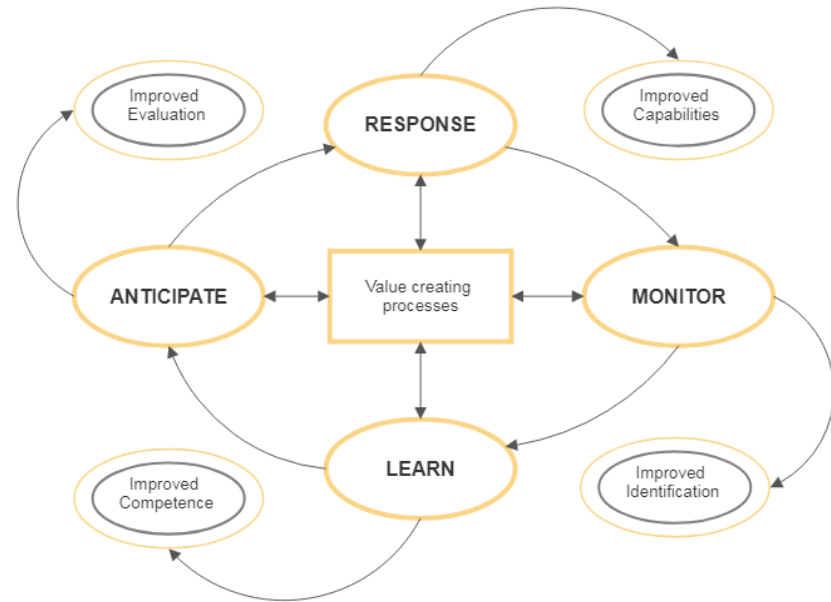 Improved
Evaluation
RESPONSE
Improved
Capabilities
ANTICIPATE
Value creating
processes
MONITOR
LEARN
Improved
Competence
Improved
Identification